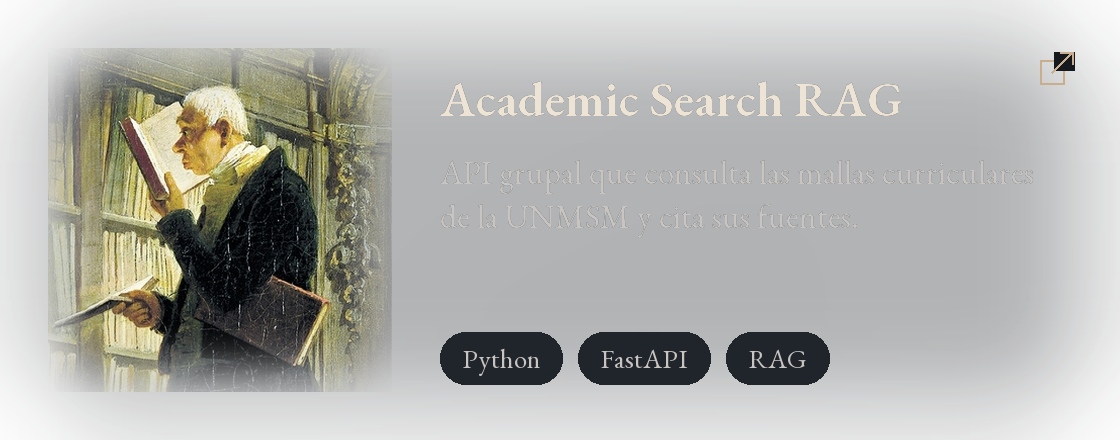 Academic Search RAG
API grupal que consulta las mallas curriculares
de la UNMSM y cita sus fuentes.
Python FastAPI RAG